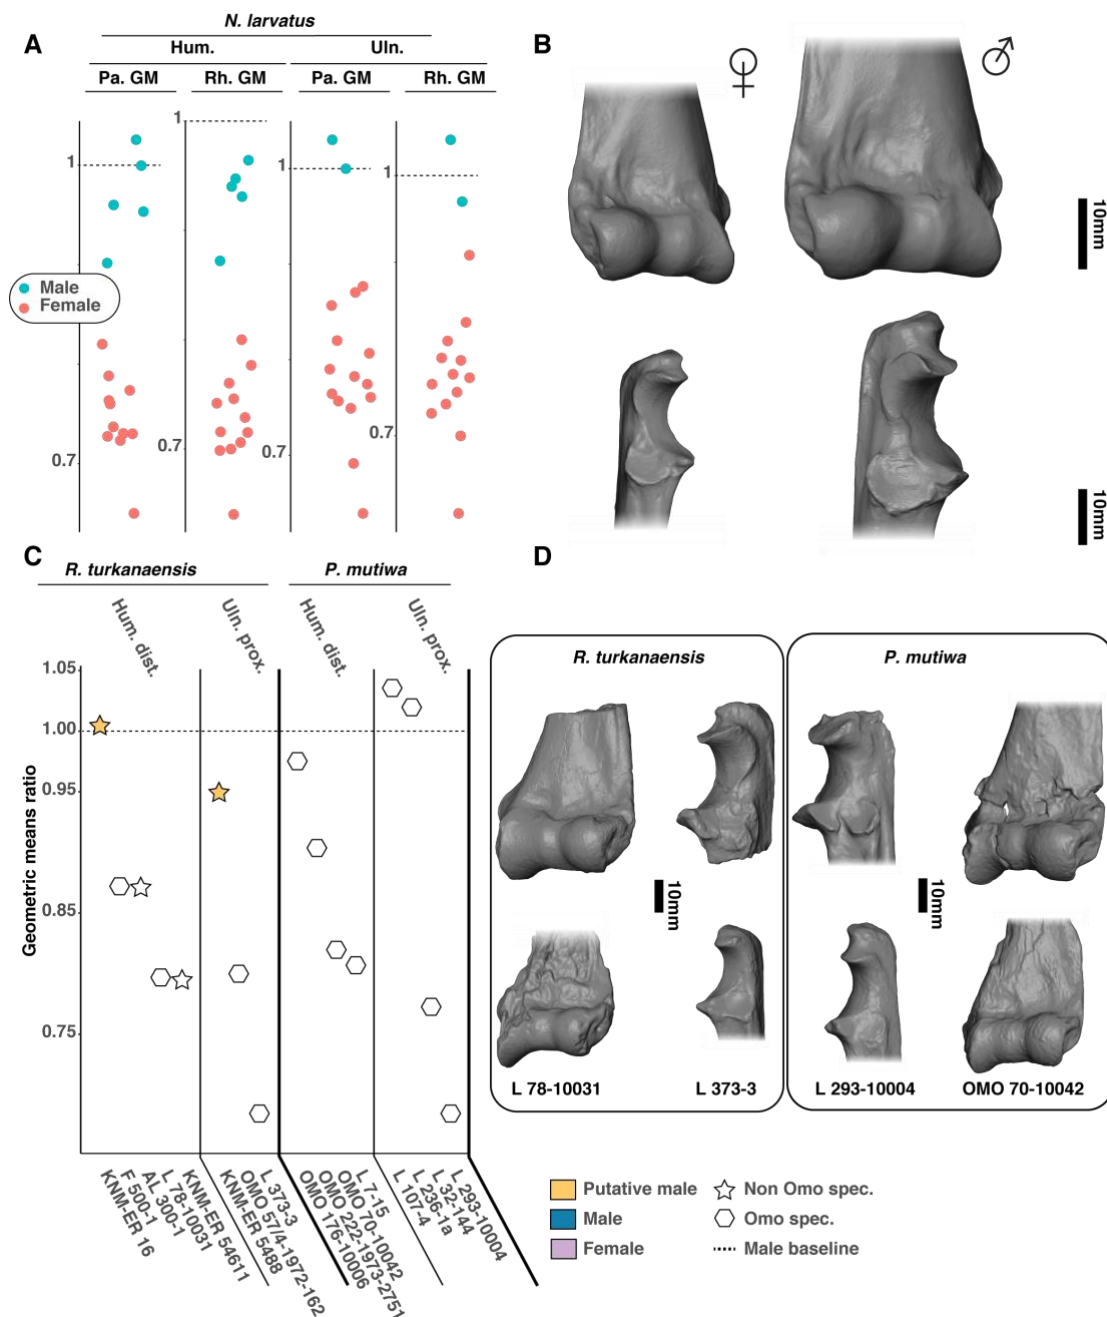 A
N. larvatus
Hum.
Uln.
Pa. GM
Rh. GM
Pa. GM
Rh. GM
1
1
1
1
0.7
0.7
0.7
0.7
Male
Female
B
♀
♂
10mm
10mm
C
R. turkanaensis
P. mutiwa
Hum. dist.
Uln. prox.
Hum. dist.
Uln. prox.
Geometric means ratio
1.05
1.00
0.95
0.85
0.75
KNM-ER 16
F 500-1
AL 300-1
L 78-10031
KNM-ER 54611
KNM-ER 5488
OMO 57/4-1972-162
L 373-3
OMO 176-10006
OMO 222-1973-2751
OMO 70-10042
L 7-15
L 107-4
L 236-1a
L 32-144
L 293-10004
D
R. turkanaensis
P. mutiwa
10mm
10mm
L 78-10031
L 373-3
L 293-10004
OMO 70-10042
Putative male
Male
Female
Non Omo spec.
Omo spec.
Male baseline